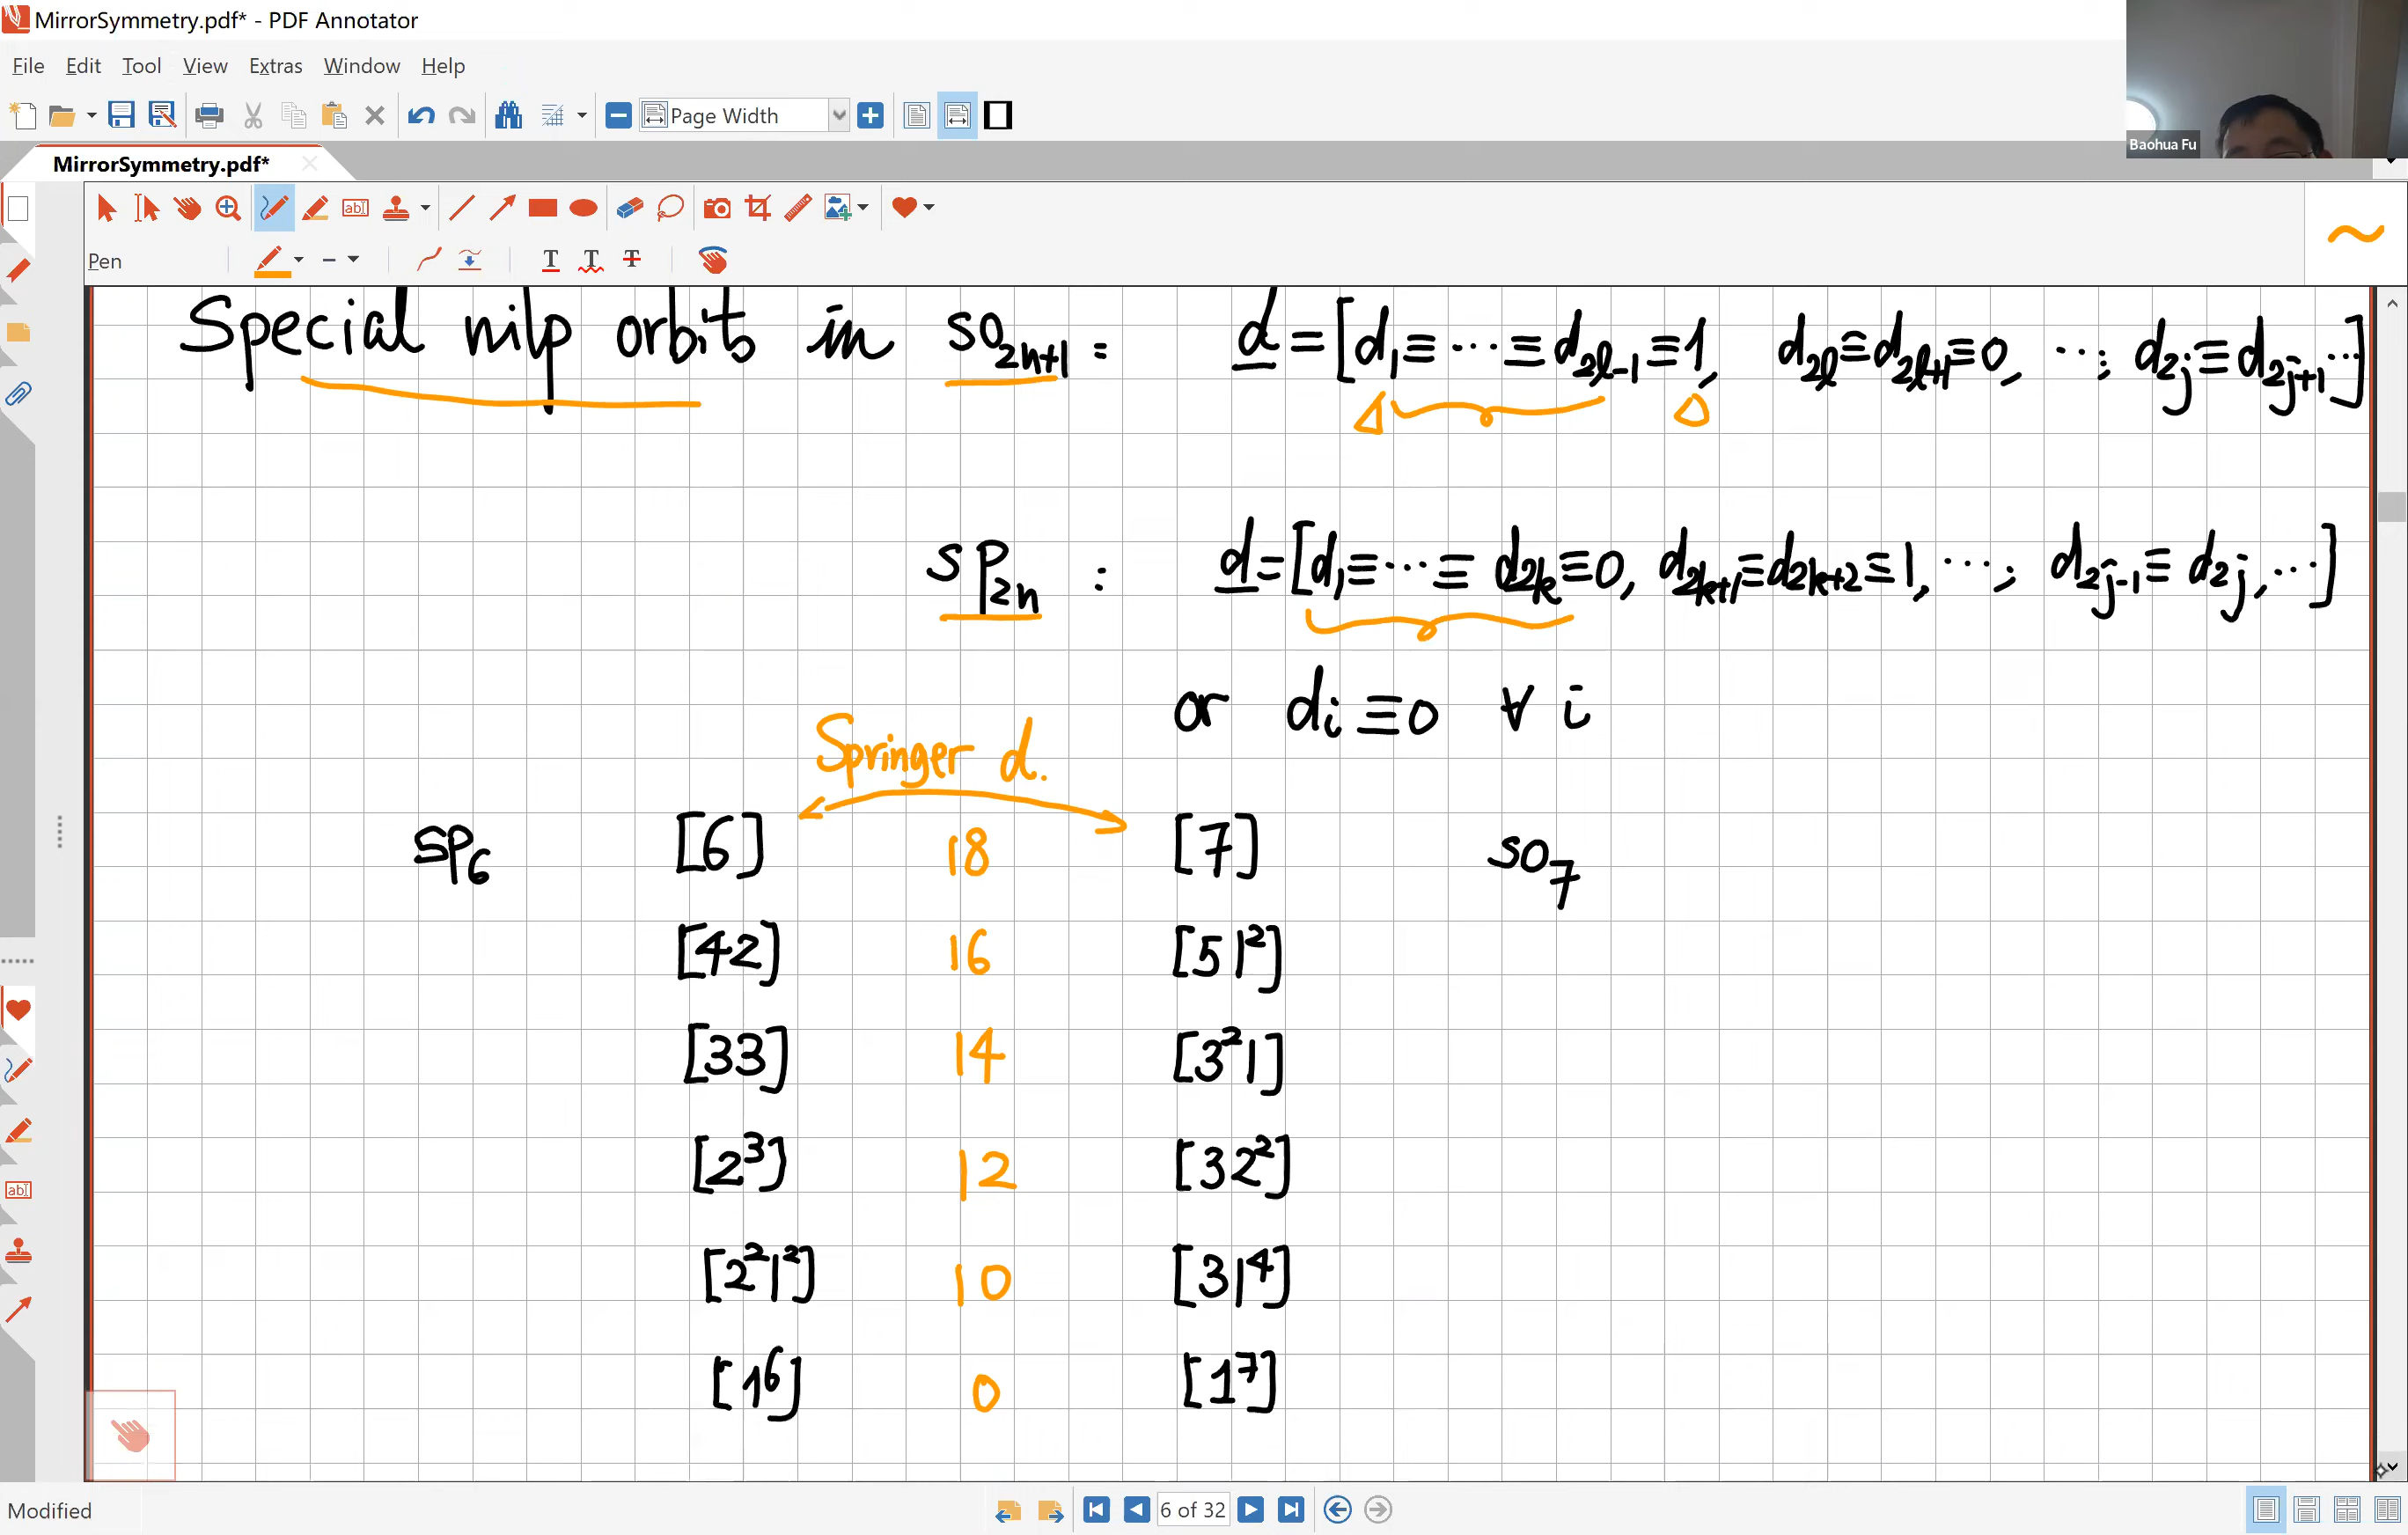 MirrorSymmetry.pdf* - PDF Annotator
File Edit Tool View Extras Window Help
Page Width
Baohua Fu
MirrorSymmetry.pdf*
Pen
Special nilp orbits in so₂ₙ₊₁ : d = [d₁ ≡ ⋯ ≡ d₂ₗ₋₁ ≡ 1, d₂ₗ ≡ d₂ₗ₊₁ ≡ 0, ⋯, d₂ⱼ ≡ d₂ⱼ₊₁ ⋯]
sp₂ₙ : d = [d₁ ≡ ⋯ ≡ d₂ₖ ≡ 0, d₂ₖ₊₁ ≡ d₂ₖ₊₂ ≡ 1, ⋯, d₂ⱼ₋₁ ≡ d₂ⱼ, ⋯]
or dᵢ ≡ 0 ∀ i
Springer d.
sp₆ [6] 18 [7] so₇
[42] 16 [51²]
[33] 14 [3²1]
[2³] 12 [32²]
[2²1²] 10 [31⁴]
[1⁶] 0 [1⁷]
Modified 6 of 32